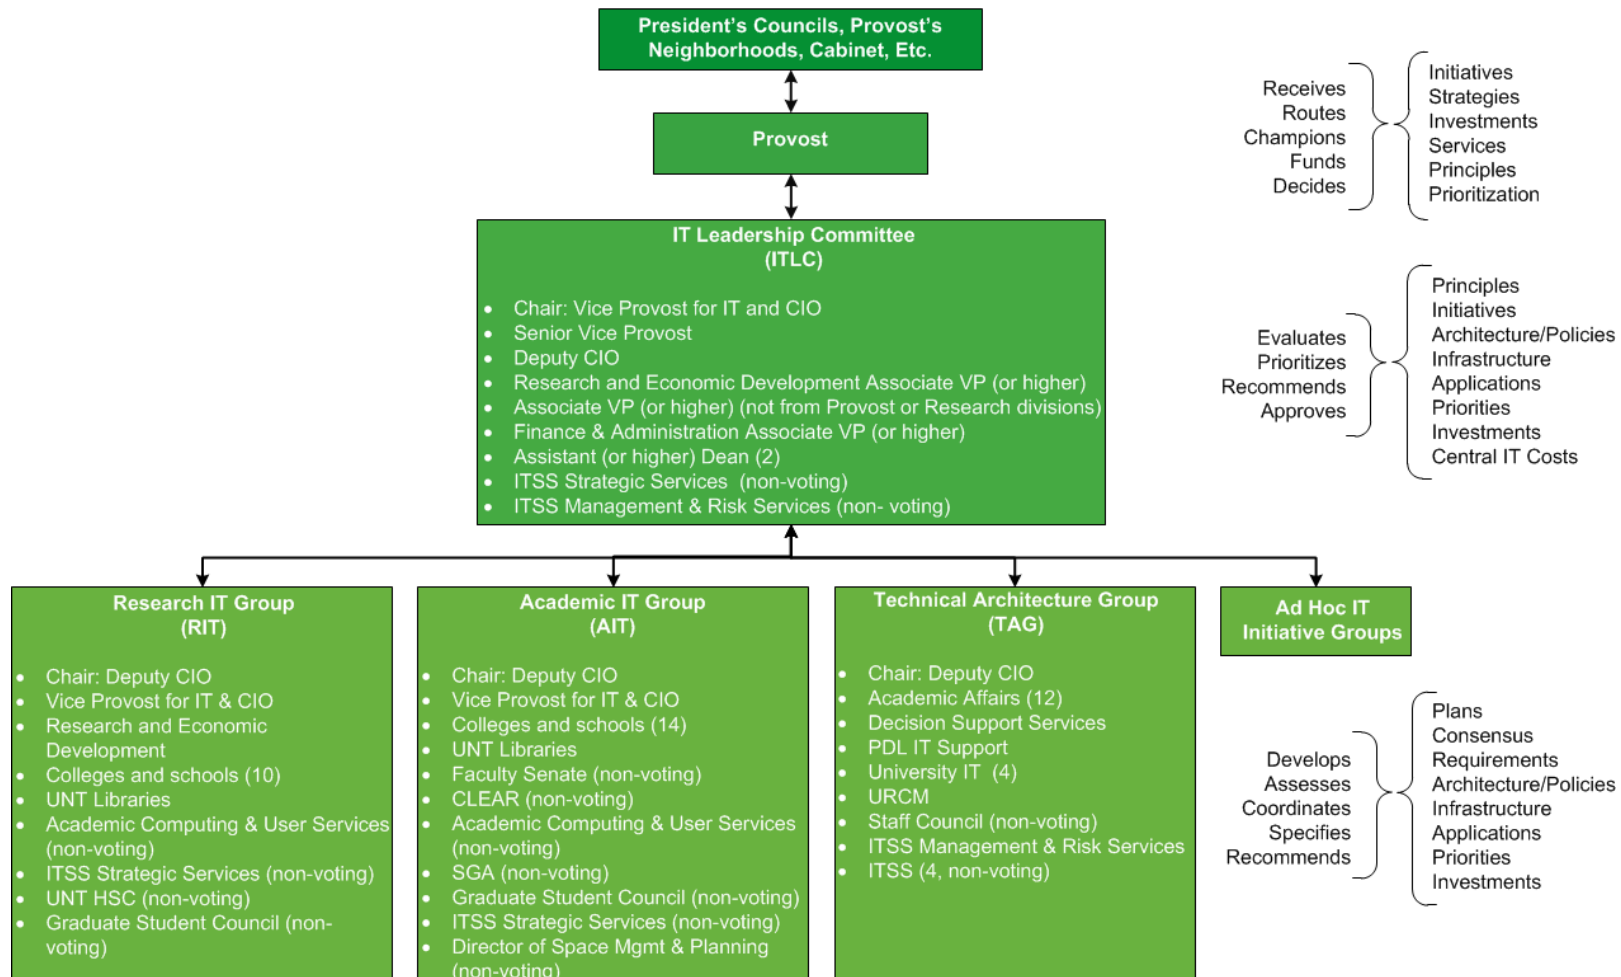 President's Councils, Provost's
Neighborhoods, Cabinet, Etc.
Provost
IT Leadership Committee
(ITLC)
• Chair: Vice Provost for IT and CIO
• Senior Vice Provost
• Deputy CIO
• Research and Economic Development Associate VP (or higher)
• Associate VP (or higher) (not from Provost or Research divisions)
• Finance & Administration Associate VP (or higher)
• Assistant (or higher) Dean (2)
• ITSS Strategic Services (non-voting)
• ITSS Management & Risk Services (non- voting)
Receives
Routes
Champions
Funds
Decides
Initiatives
Strategies
Investments
Services
Principles
Prioritization
Evaluates
Prioritizes
Recommends
Approves
Principles
Initiatives
Architecture/Policies
Infrastructure
Applications
Priorities
Investments
Central IT Costs
Research IT Group
(RIT)
• Chair: Deputy CIO
• Vice Provost for IT & CIO
• Research and Economic
Development
• Colleges and schools (10)
• UNT Libraries
• Academic Computing & User Services
(non-voting)
• ITSS Strategic Services (non-voting)
• UNT HSC (non-voting)
• Graduate Student Council (non-
voting)
Academic IT Group
(AIT)
• Chair: Deputy CIO
• Vice Provost for IT & CIO
• Colleges and schools (14)
• UNT Libraries
• Faculty Senate (non-voting)
• CLEAR (non-voting)
• Academic Computing & User Services
(non-voting)
• SGA (non-voting)
• Graduate Student Council (non-voting)
• ITSS Strategic Services (non-voting)
• Director of Space Mgmt & Planning
(non-voting)
Technical Architecture Group
(TAG)
• Chair: Deputy CIO
• Academic Affairs (12)
• Decision Support Services
• PDL IT Support
• University IT (4)
• URCM
• Staff Council (non-voting)
• ITSS Management & Risk Services
• ITSS (4, non-voting)
Ad Hoc IT
Initiative Groups
Develops
Assesses
Coordinates
Specifies
Recommends
Plans
Consensus
Requirements
Architecture/Policies
Infrastructure
Applications
Priorities
Investments